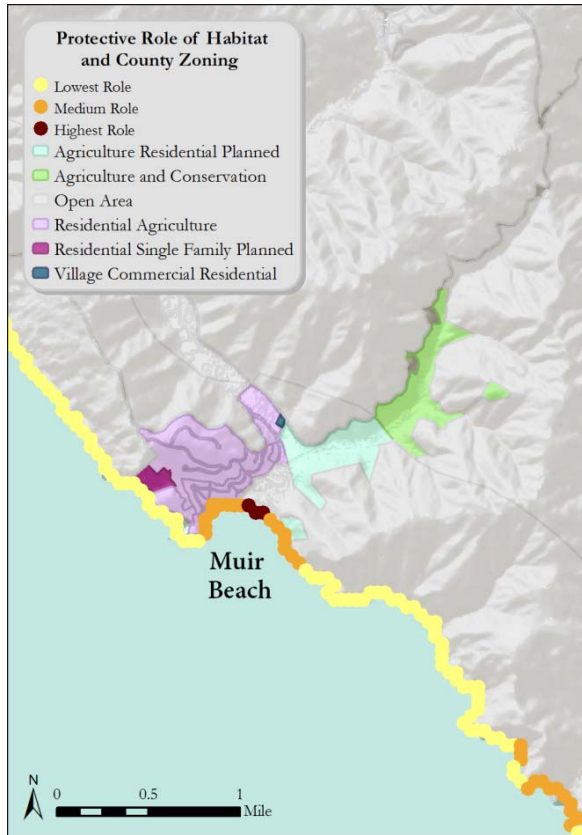 Protective Role of Habitat
and County Zoning
Lowest Role
Medium Role
Highest Role
Agriculture Residential Planned
Agriculture and Conservation
Open Area
Residential Agriculture
Residential Single Family Planned
Village Commercial Residential
Muir
Beach
N
0 0.5 1
Mile